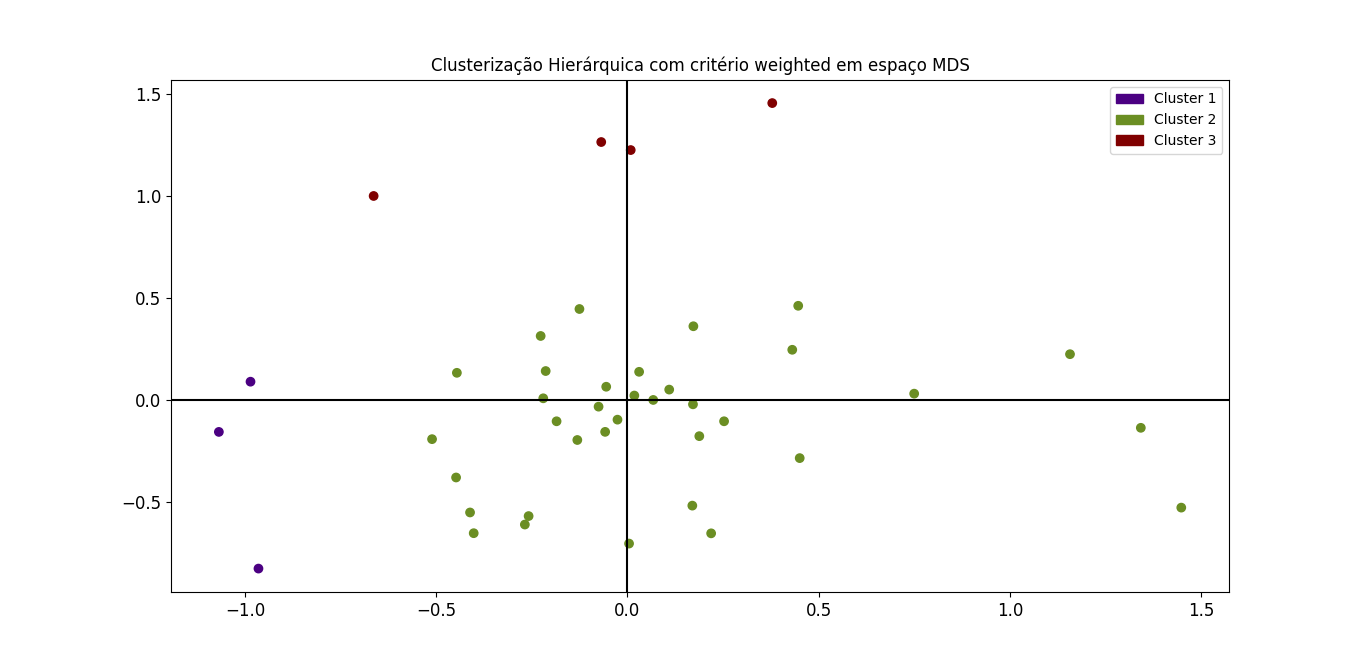 Clusterização Hierárquica com critério weighted em espaço MDS
1.5
1.0
0.5
0.0
−0.5
Cluster 1
Cluster 2
Cluster 3
−1.0 −0.5 0.0 0.5 1.0 1.5